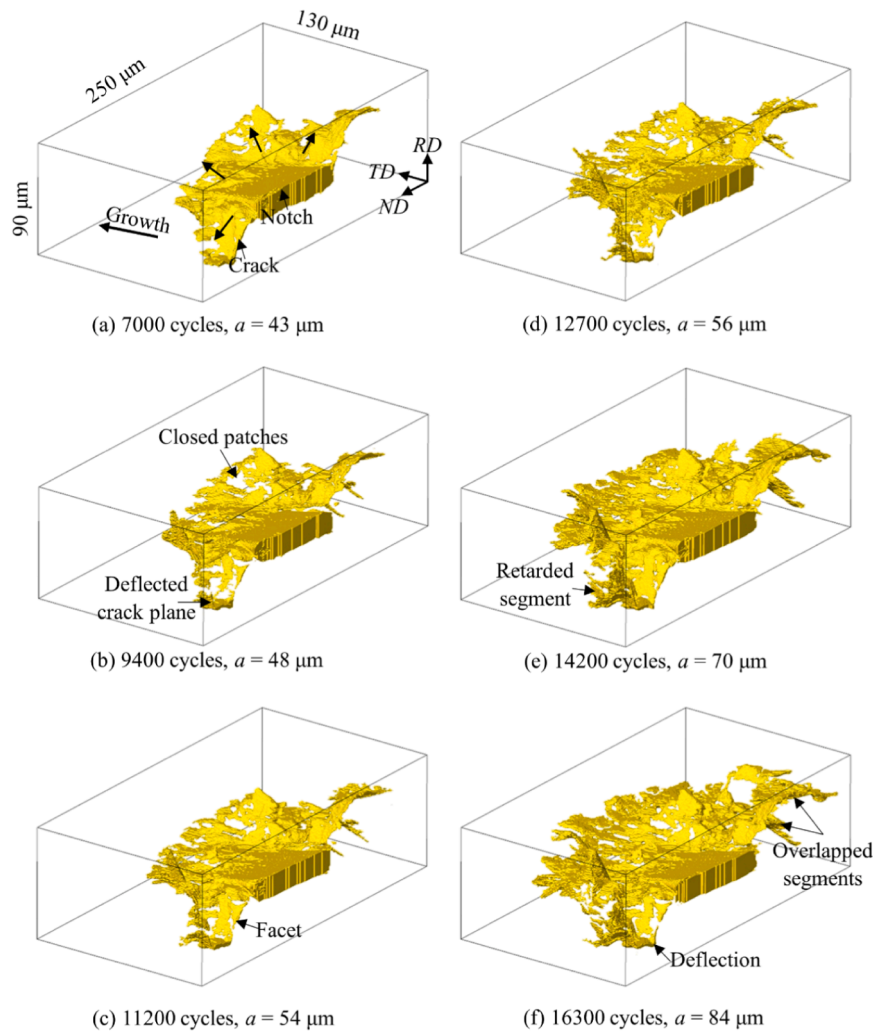 130 μm
250 μm
90 μm
RD
TD
ND
Growth
Notch
Crack
(a) 7000 cycles, a = 43 μm
(d) 12700 cycles, a = 56 μm
Closed patches
Deflected
crack plane
(b) 9400 cycles, a = 48 μm
Retarded
segment
(e) 14200 cycles, a = 70 μm
Facet
(c) 11200 cycles, a = 54 μm
Overlapped
segments
Deflection
(f) 16300 cycles, a = 84 μm